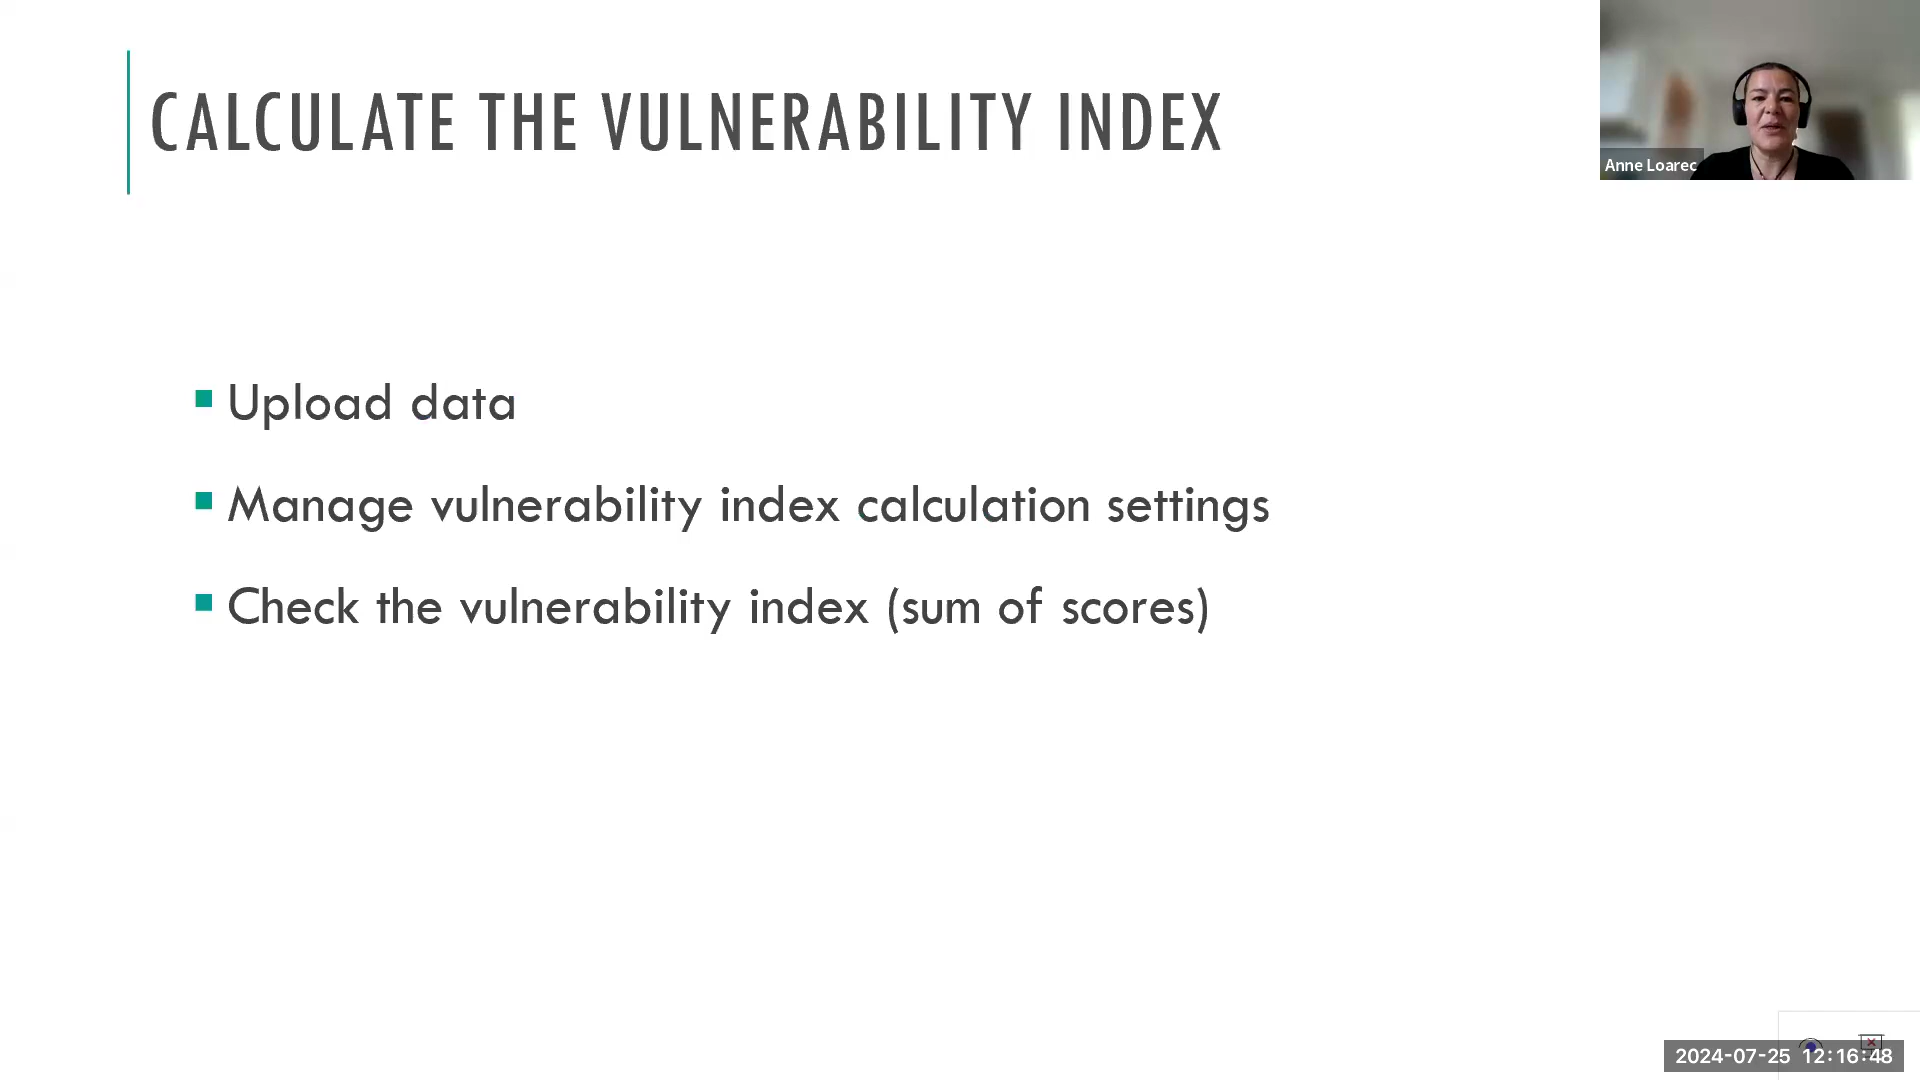 CALCULATE THE VULNERABILITY INDEX
Anne Loarec
Upload data
Manage vulnerability index calculation settings
Check the vulnerability index (sum of scores)
2024-07-25 12:16:48